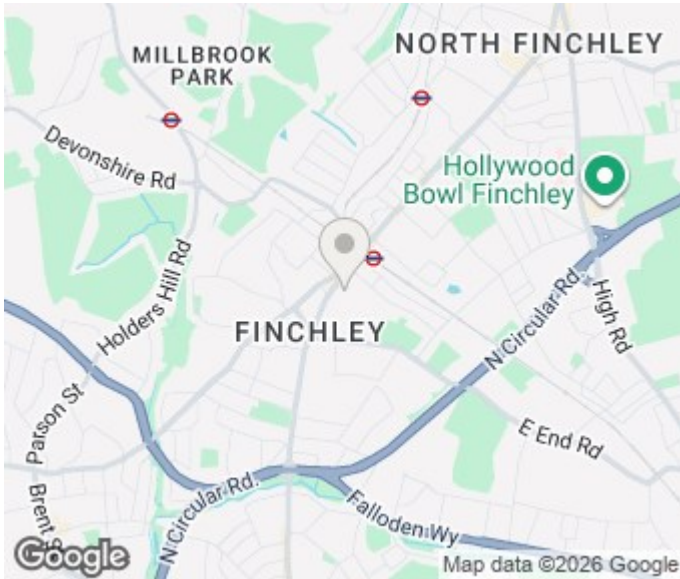 NORTH FINCHLEY
MILLBROOK
PARK
Devonshire Rd
Hollywood
Bowl Finchley
Holders Hill Rd
FINCHLEY
N Circular Rd.
High Rd
Parson St
E End Rd
Brent
N Circular Rd.
Falloden Wy
Google
Map data ©2026 Google